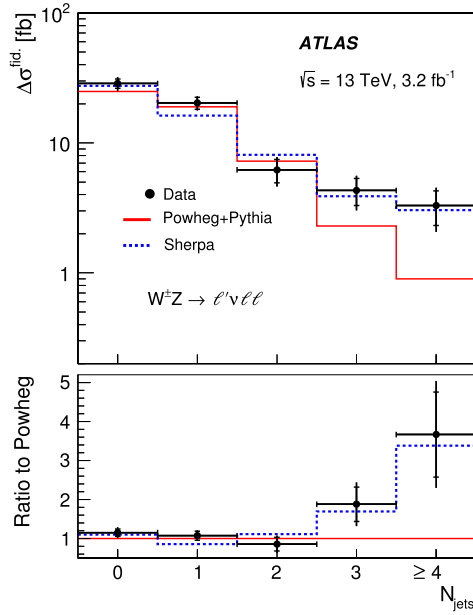 Δσ^fid. [fb]
10²
10
1
ATLAS
√s = 13 TeV, 3.2 fb⁻¹
Data
Powheg+Pythia
Sherpa
W±Z → ℓ′νℓℓ
Ratio to Powheg
5
4
3
2
1
0 1 2 3 ≥ 4
N_jets